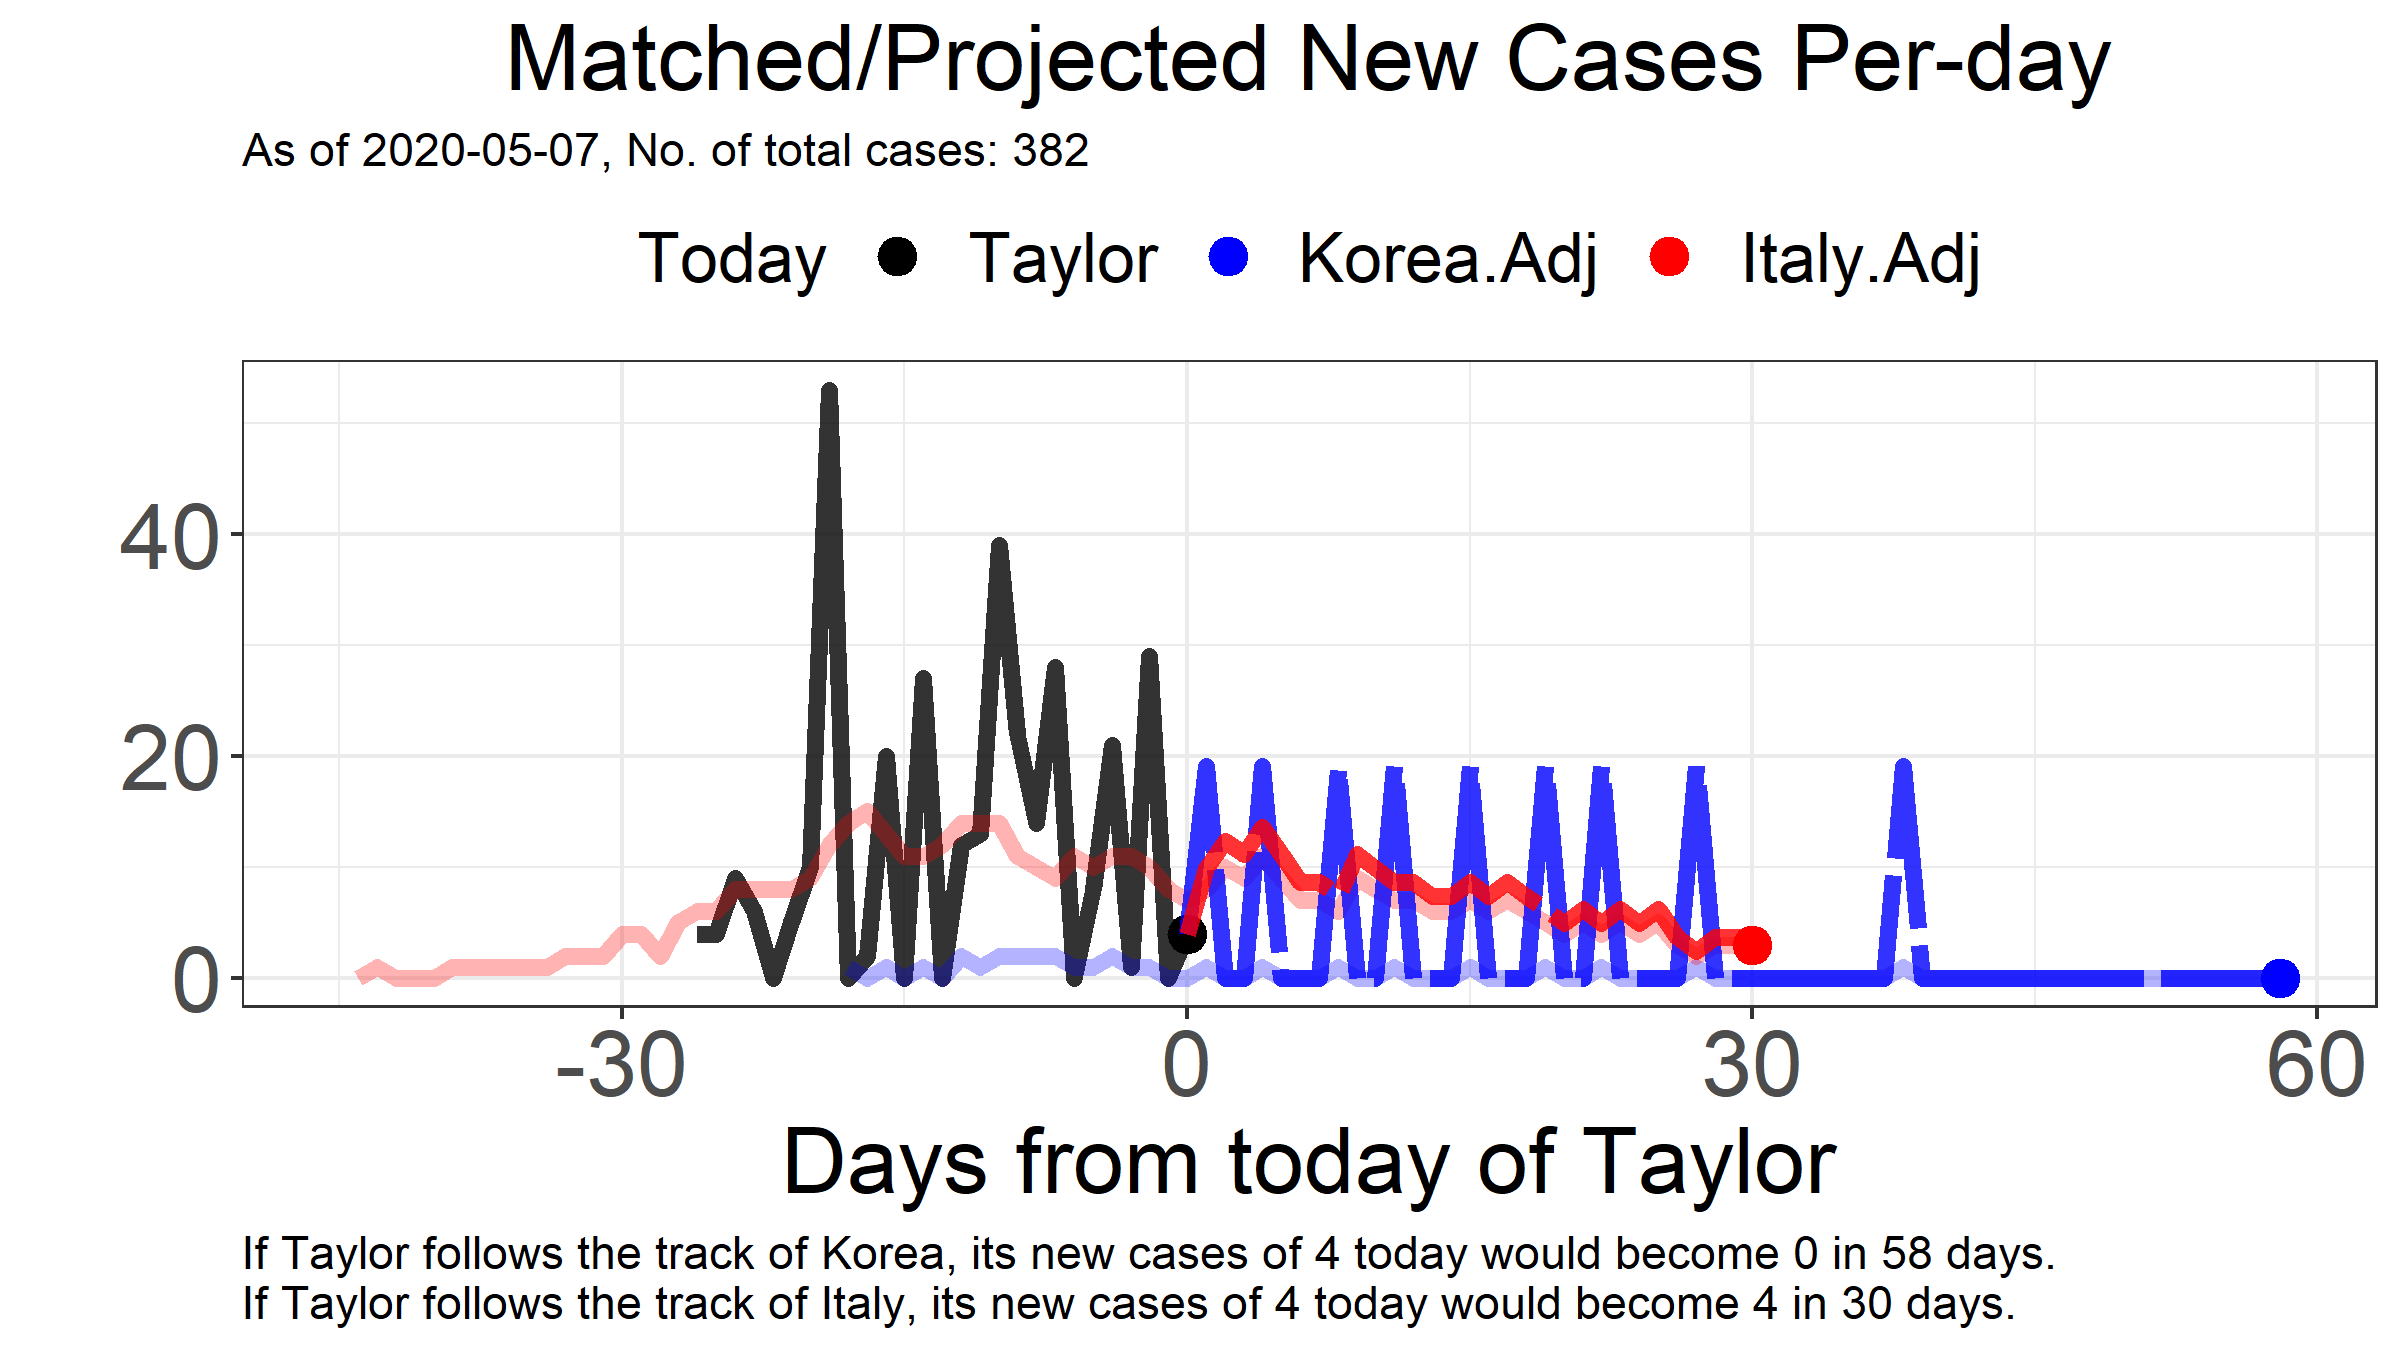 Matched/Projected New Cases Per-day
As of 2020-05-07, No. of total cases: 382
Today Taylor Korea.Adj Italy.Adj
40
20
0
-30 0 30 60
Days from today of Taylor
If Taylor follows the track of Korea, its new cases of 4 today would become 0 in 58 days.
If Taylor follows the track of Italy, its new cases of 4 today would become 4 in 30 days.